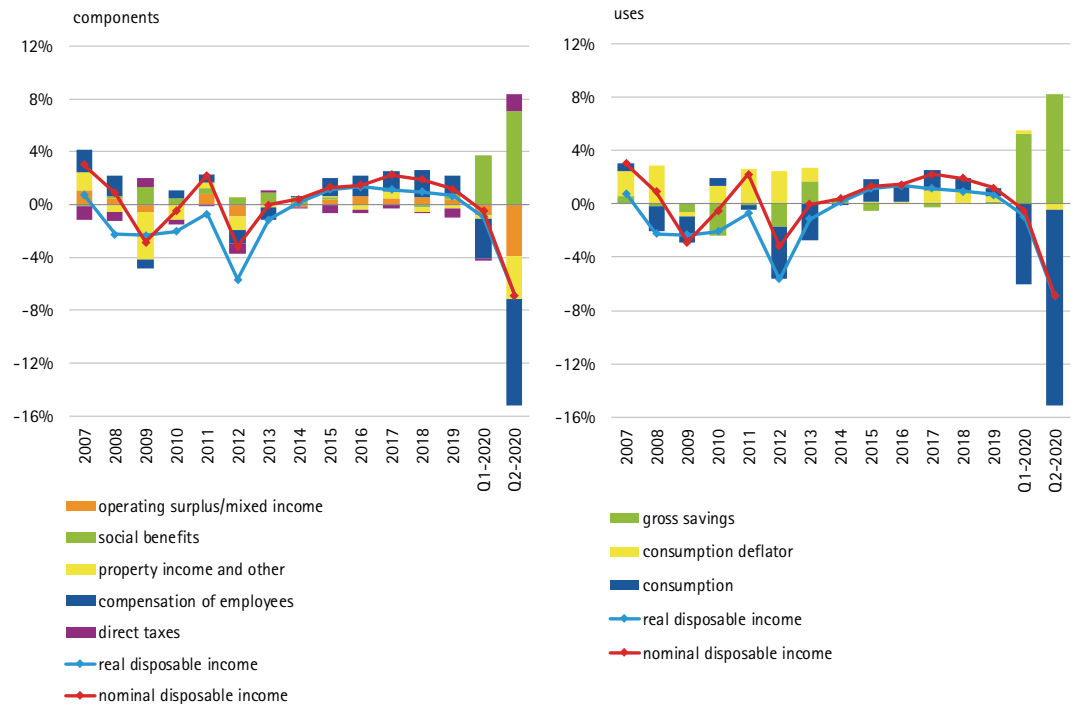 components
12%
8%
4%
0%
-4%
-8%
-12%
-16%
2007
2008
2009
2010
2011
2012
2013
2014
2015
2016
2017
2018
2019
Q1-2020
Q2-2020
operating surplus/mixed income
social benefits
property income and other
compensation of employees
direct taxes
real disposable income
nominal disposable income
uses
12%
8%
4%
0%
-4%
-8%
-12%
-16%
2007
2008
2009
2010
2011
2012
2013
2014
2015
2016
2017
2018
2019
Q1-2020
Q2-2020
gross savings
consumption deflator
consumption
real disposable income
nominal disposable income